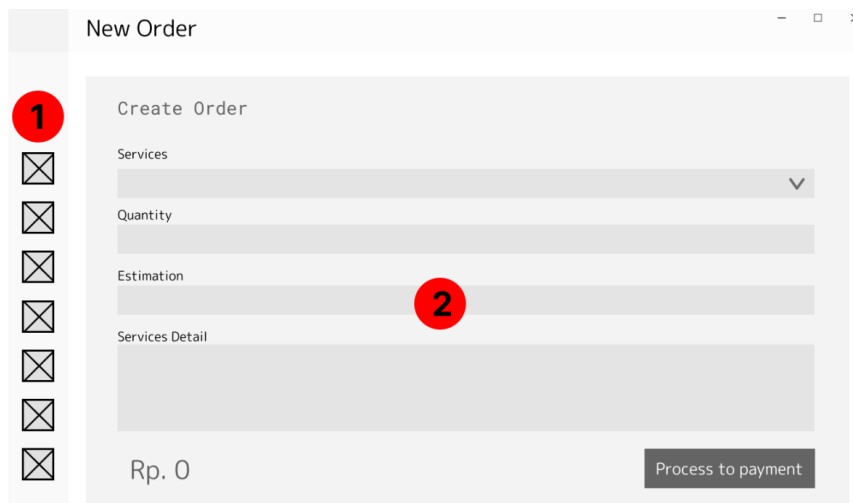 New Order
1
Create Order
Services
Quantity
Estimation
2
Services Detail
Rp. 0
Process to payment